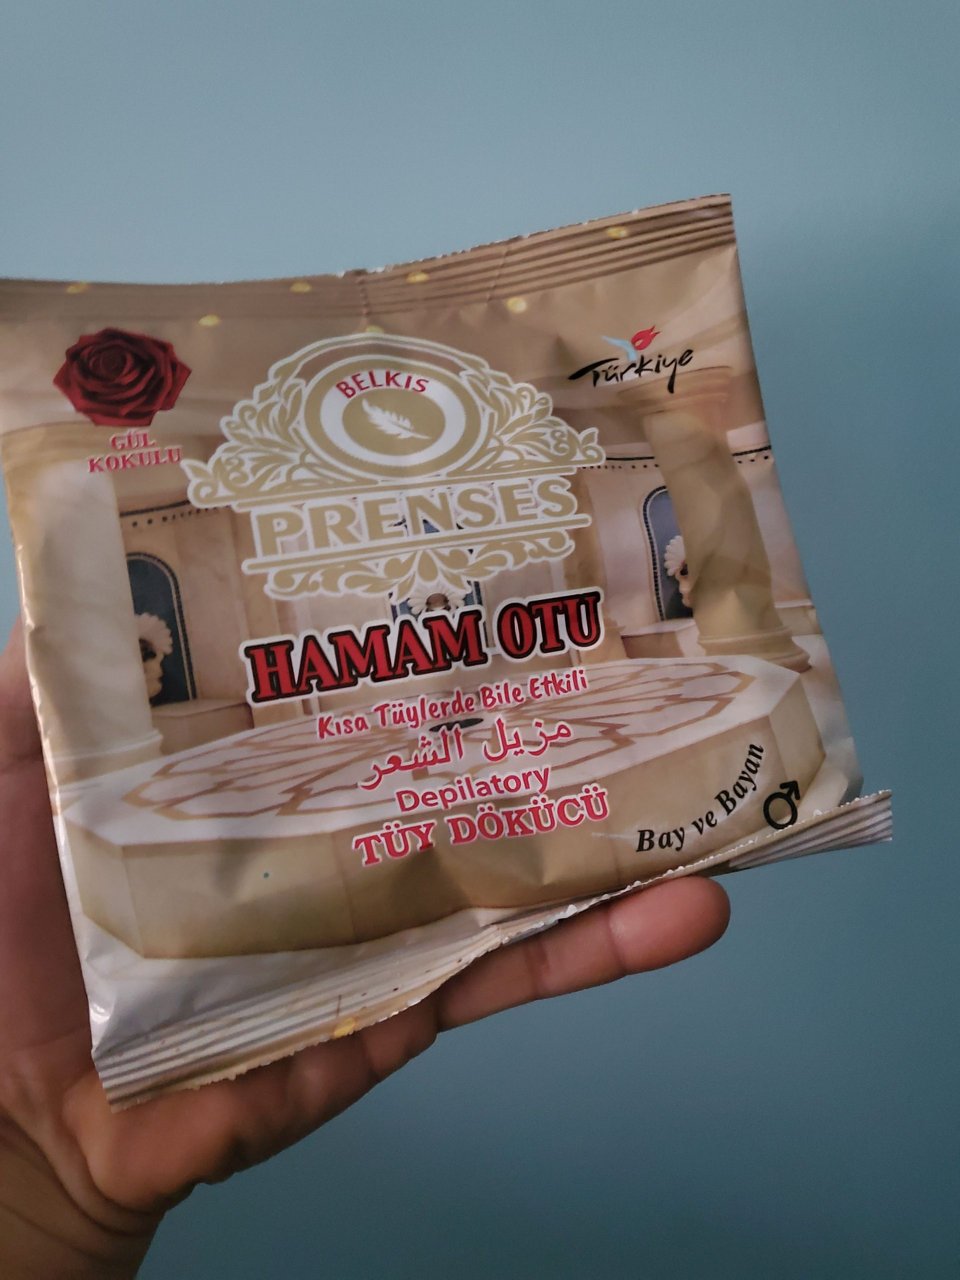 BELKIS
Türkiye
GÜL
KOKULU
PRENSES
HAMAM OTU
Kısa Tüylerde Bile Etkili
مزيل الشعر
Depilatory
TÜY DÖKÜCÜ
Bay ve Bayan